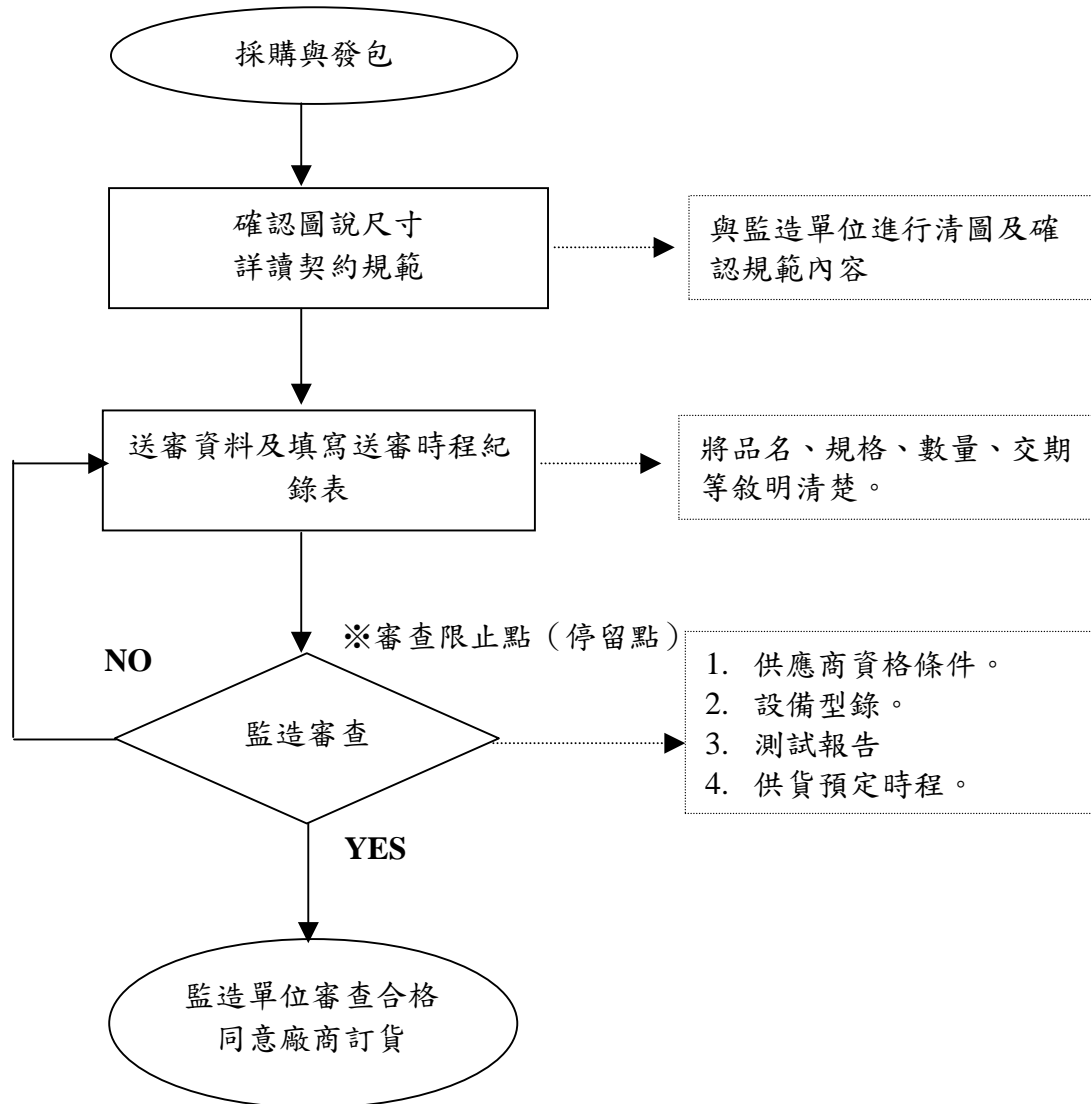 採購與發包
確認圖說尺寸
詳讀契約規範
與監造單位進行清圖及確
認規範內容
送審資料及填寫送審時程紀
錄表
將品名、規格、數量、交期
等敘明清楚。
※審查限止點（停留點）
NO
監造審查
1. 供應商資格條件。
2. 設備型錄。
3. 測試報告
4. 供貨預定時程。
YES
監造單位審查合格
同意廠商訂貨